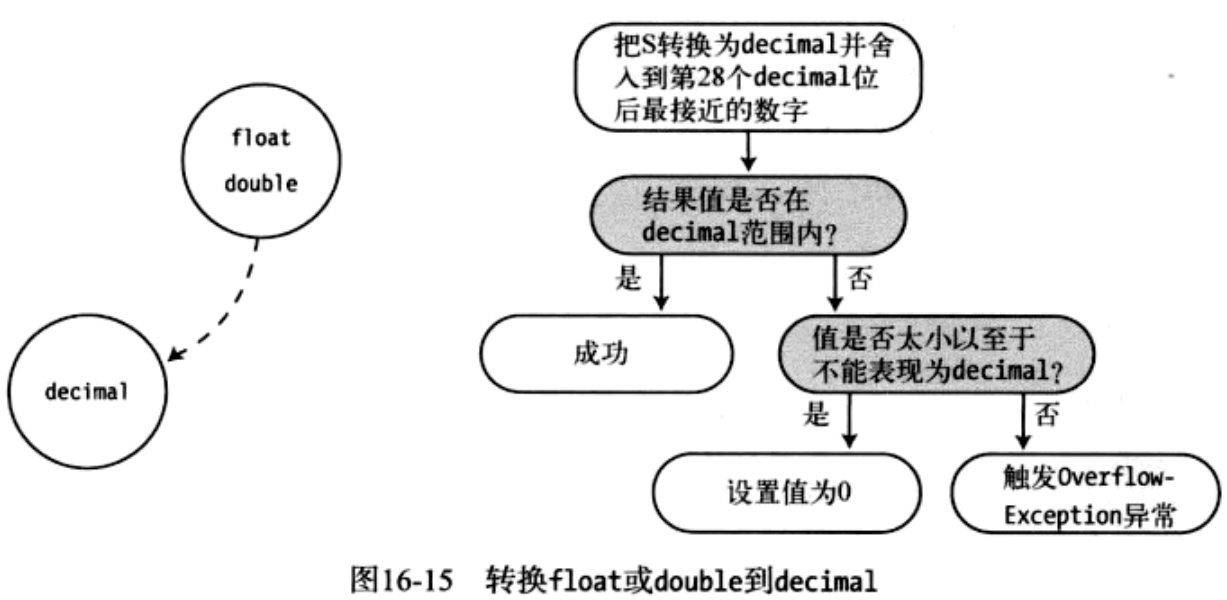 float
double
decimal
把S转换为decimal并舍
入到第28个decimal位
后最接近的数字
结果值是否在
decimal范围内?
是
否
成功
值是否太小以至于
不能表现为decimal?
是
否
设置值为0
触发Overflow-
Exception异常
图16-15 转换float或double到decimal